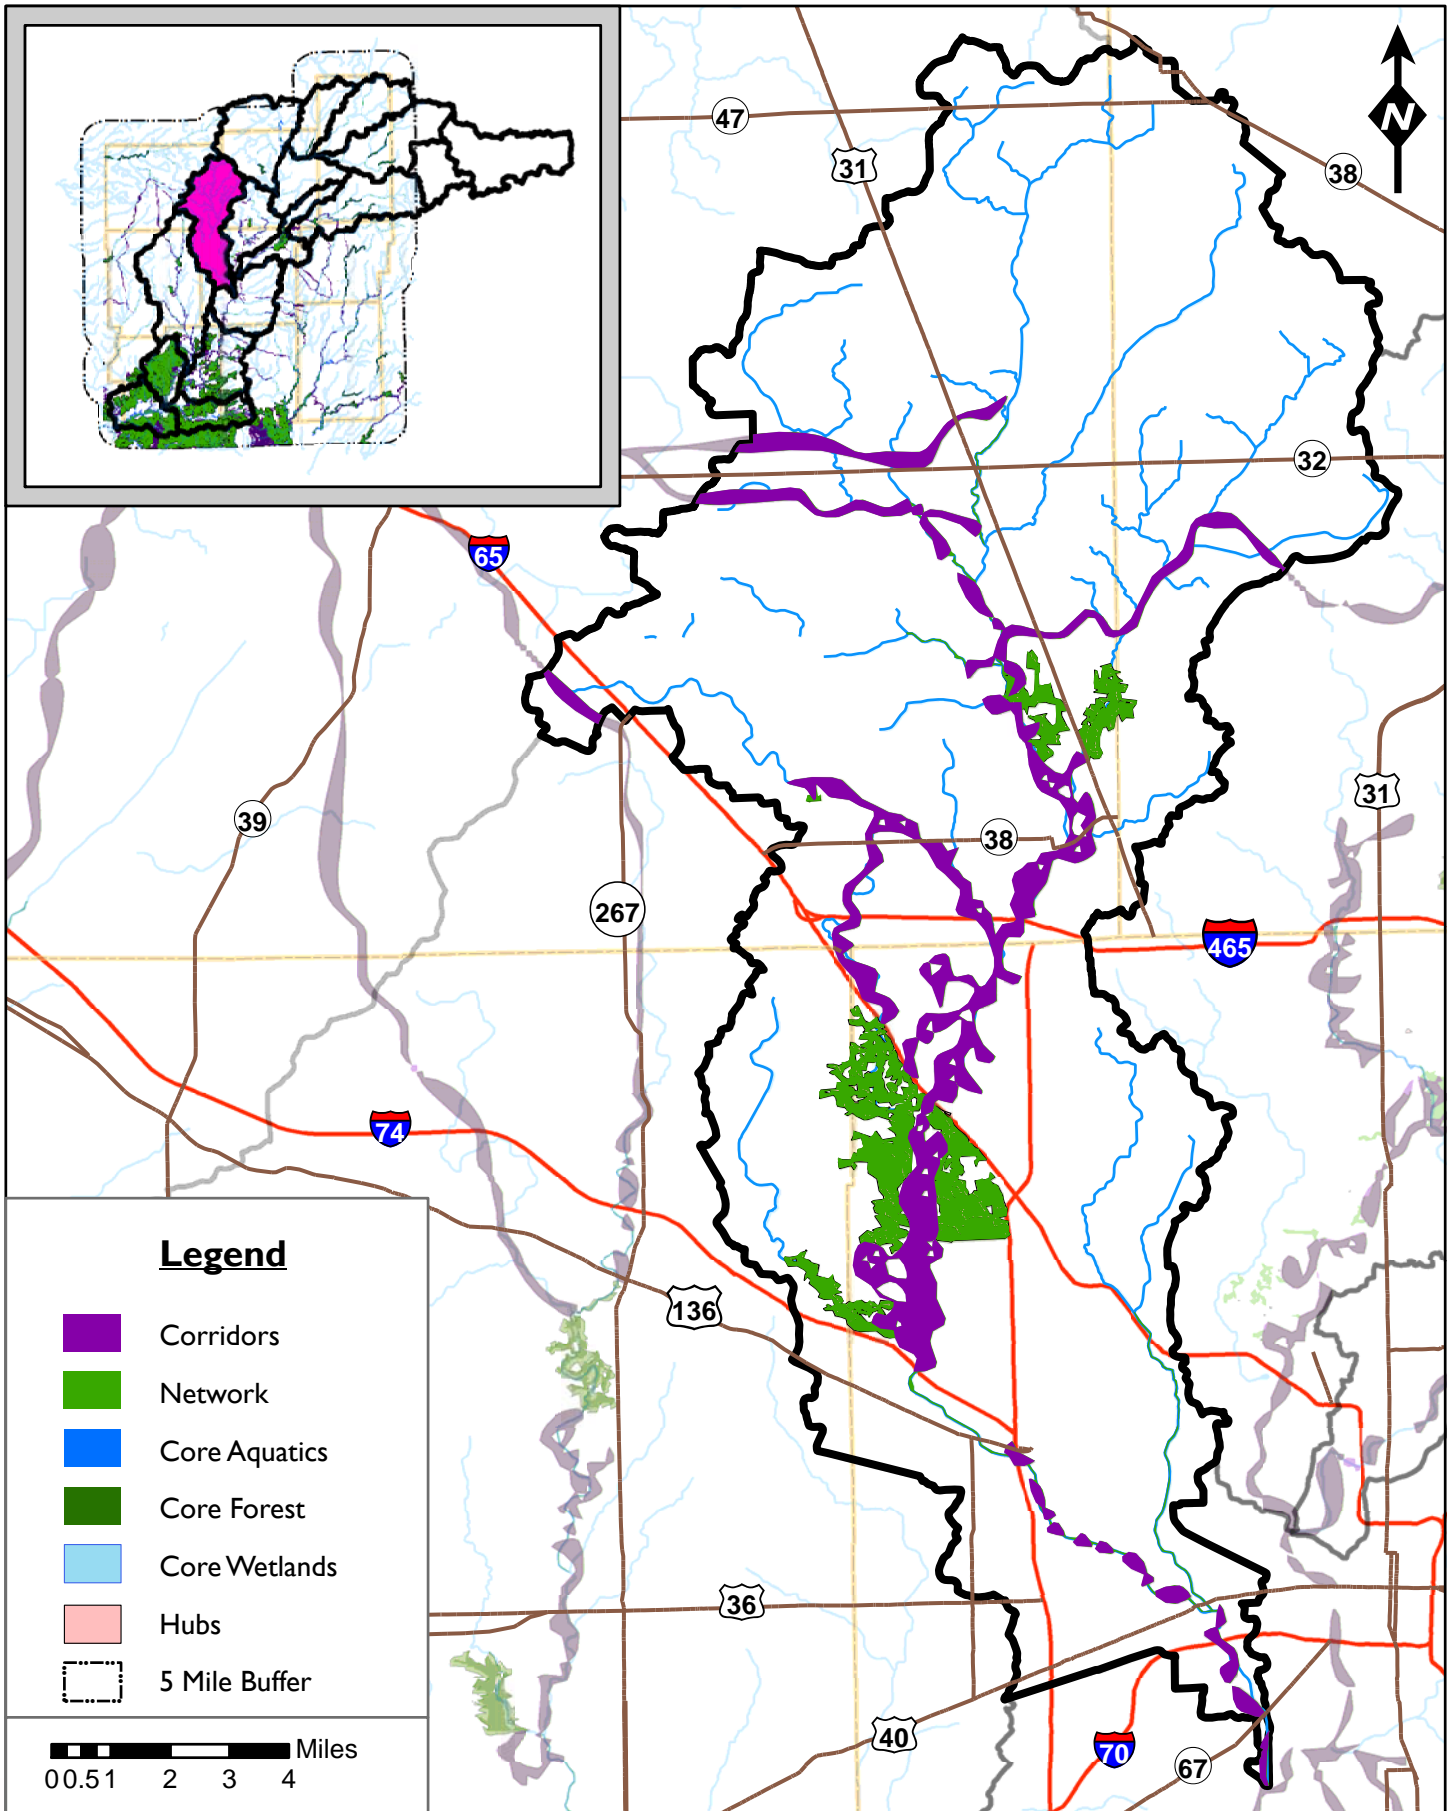 47
31
38
N
32
65
39
31
38
267
465
74
136
Legend
Corridors
Network
Core Aquatics
Core Forest
Core Wetlands
Hubs
5 Mile Buffer
36
40
70
67
Miles
0 0.5 1 2 3 4